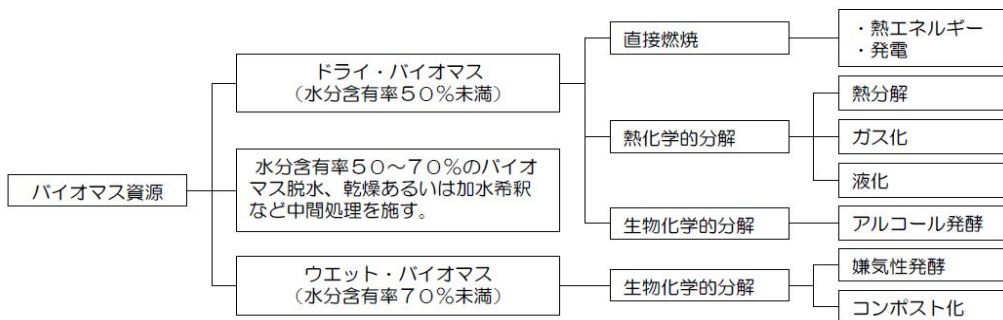 バイオマス資源
ドライ・バイオマス
（水分含有率５０％未満）
水分含有率５０～７０％のバイオ
マス脱水、乾燥あるいは加水希釈
など中間処理を施す。
ウエット・バイオマス
（水分含有率７０％未満）
直接燃焼
熱化学的分解
生物化学的分解
生物化学的分解
・熱エネルギー
・発電
熱分解
ガス化
液化
アルコール発酵
嫌気性発酵
コンポスト化